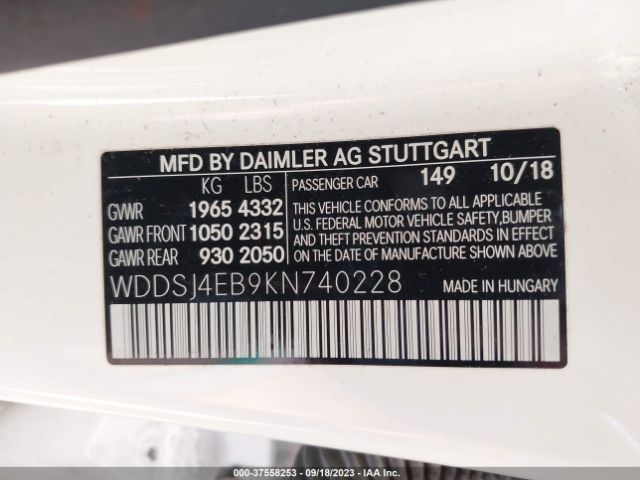 MFD BY DAIMLER AG STUTTGART
KG LBS PASSENGER CAR 149 10/18
GVWR 1965 4332 THIS VEHICLE CONFORMS TO ALL APPLICABLE
U.S. FEDERAL MOTOR VEHICLE SAFETY,BUMPER
GAWR FRONT 1050 2315 AND THEFT PREVENTION STANDARDS IN EFFECT
GAWR REAR 930 2050 ON THE DATE OF MANUFACTURE SHOWN ABOVE.
WDDSJ4EB9KN740228 MADE IN HUNGARY
000-37558253 - 09/18/2023 - IAA Inc.